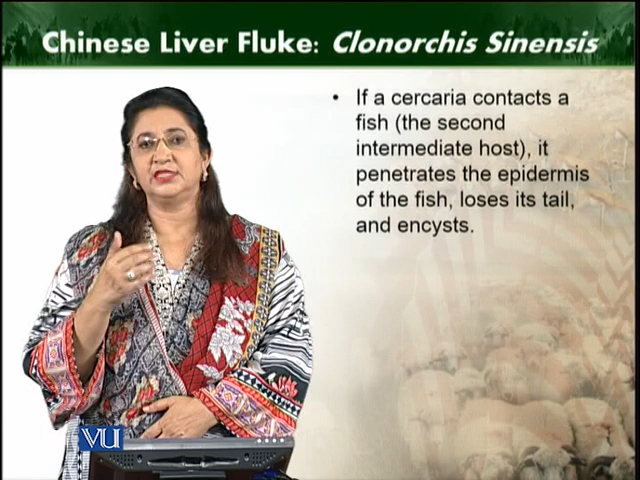 Chinese Liver Fluke: Clonorchis Sinensis
• If a cercaria contacts a
fish (the second
intermediate host), it
penetrates the epidermis
of the fish, loses its tail,
and encysts.
VU